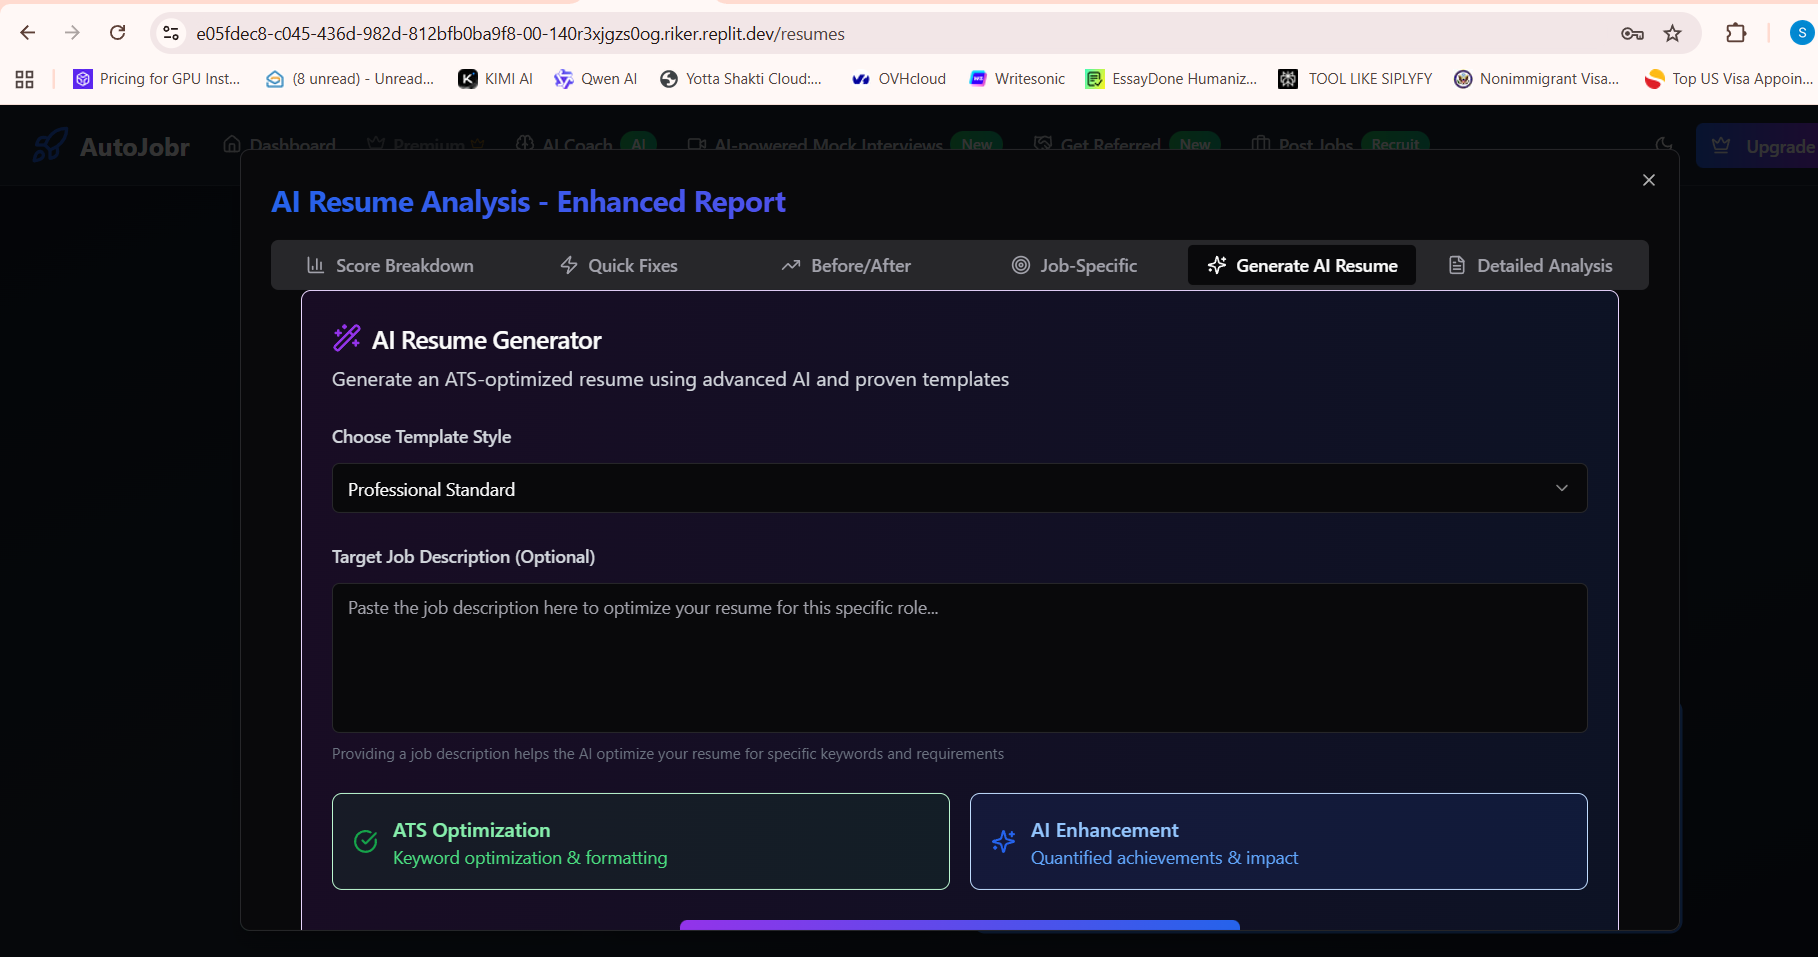 e05fdec8-c045-436d-982d-812bfb0ba9f8-00-140r3xjgzs0og.riker.replit.dev/resumes
S
Pricing for GPU Inst... (8 unread) - Unread... KIMI AI Qwen AI Yotta Shakti Cloud:... OVHcloud Writesonic EssayDone Humaniz... TOOL LIKE SIPLYFY Nonimmigrant Visa... Top US Visa Appoin...
AutoJobr Dashboard Premium AI Coach AI AI-powered Mock Interviews New Get Referred New Post Jobs Recruit Upgrade
AI Resume Analysis - Enhanced Report
Score Breakdown Quick Fixes Before/After Job-Specific Generate AI Resume Detailed Analysis
AI Resume Generator
Generate an ATS-optimized resume using advanced AI and proven templates
Choose Template Style
Professional Standard
Target Job Description (Optional)
Paste the job description here to optimize your resume for this specific role...
Providing a job description helps the AI optimize your resume for specific keywords and requirements
ATS Optimization
Keyword optimization & formatting
AI Enhancement
Quantified achievements & impact